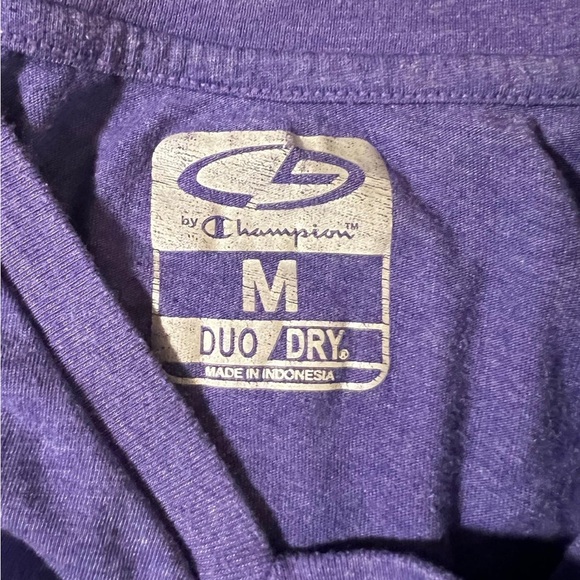 by Champion™
M
DUO/DRY®
MADE IN INDONESIA